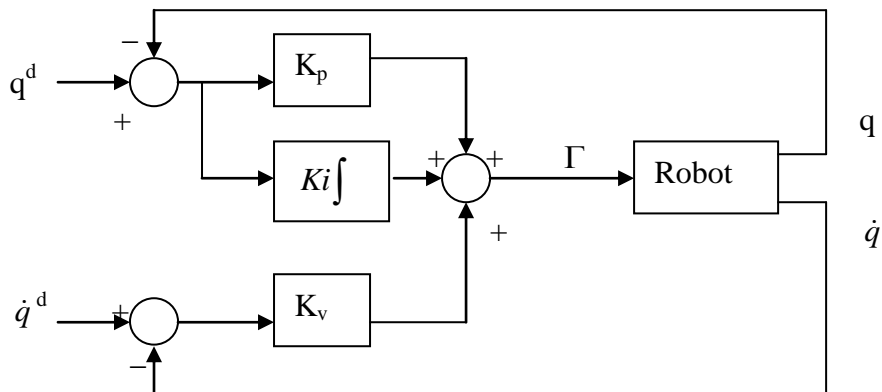 −
q^d
+
K_p
Ki∫
+
+
+
Γ
Robot
q
q̇
q̇^d
+
−
K_v